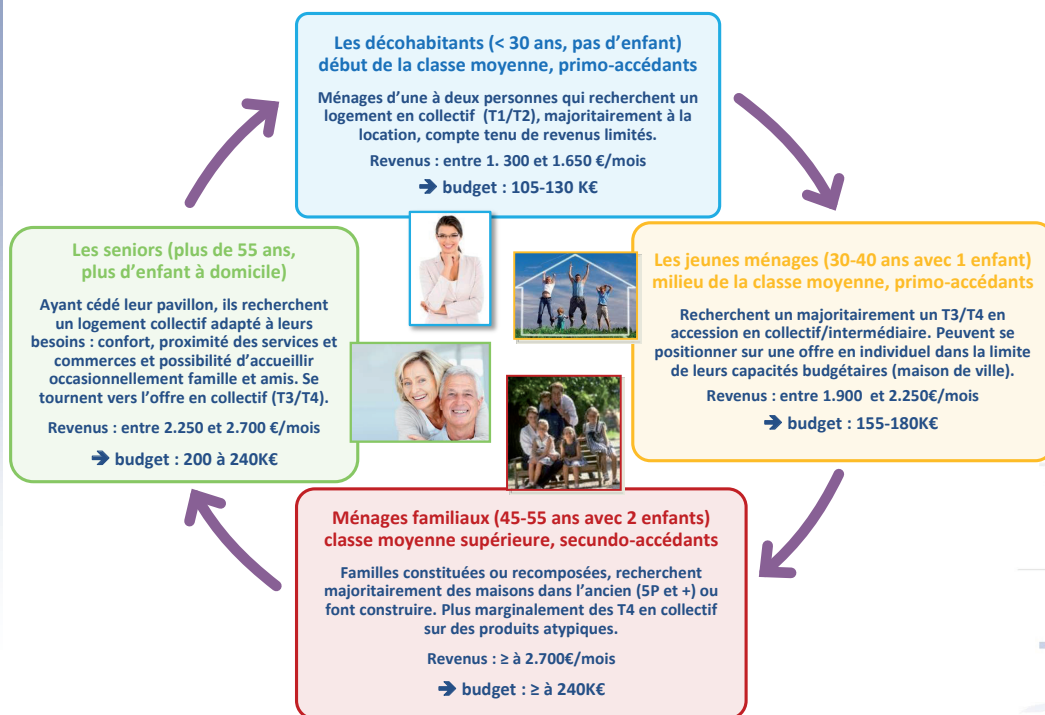 Les décohabitants (< 30 ans, pas d'enfant)
début de la classe moyenne, primo-accédants
Ménages d'une à deux personnes qui recherchent un
logement en collectif (T1/T2), majoritairement à la
location, compte tenu de revenus limités.
Revenus : entre 1. 300 et 1.650 €/mois
➔ budget : 105-130 K€
Les jeunes ménages (30-40 ans avec 1 enfant)
milieu de la classe moyenne, primo-accédants
Recherchent un majoritairement un T3/T4 en
accession en collectif/intermédiaire. Peuvent se
positionner sur une offre en individuel dans la limite
de leurs capacités budgétaires (maison de ville).
Revenus : entre 1.900 et 2.250€/mois
➔ budget : 155-180K€
Ménages familiaux (45-55 ans avec 2 enfants)
classe moyenne supérieure, secundo-accédants
Familles constituées ou recomposées, recherchent
majoritairement des maisons dans l'ancien (5P et +) ou
font construire. Plus marginalement des T4 en collectif
sur des produits atypiques.
Revenus : ≥ à 2.700€/mois
➔ budget : ≥ à 240K€
Les seniors (plus de 55 ans,
plus d'enfant à domicile)
Ayant cédé leur pavillon, ils recherchent
un logement collectif adapté à leurs
besoins : confort, proximité des services et
commerces et possibilité d'accueillir
occasionnellement famille et amis. Se
tournent vers l'offre en collectif (T3/T4).
Revenus : entre 2.250 et 2.700 €/mois
➔ budget : 200 à 240K€